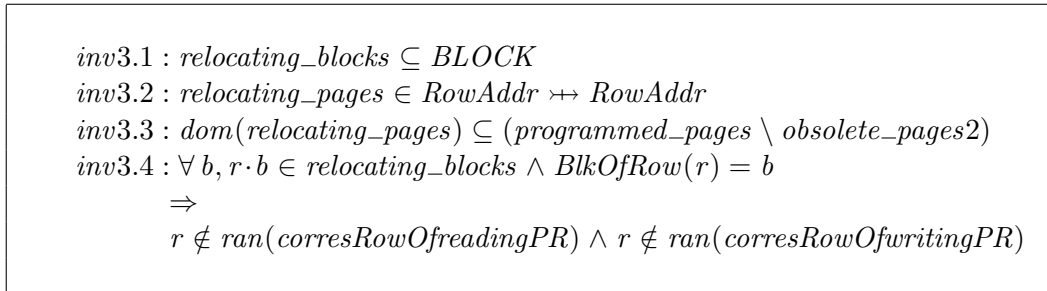 inv3.1 : relocating_blocks ⊆ BLOCK
inv3.2 : relocating_pages ∈ RowAddr ⤔ RowAddr
inv3.3 : dom(relocating_pages) ⊆ (programmed_pages \ obsolete_pages2)
inv3.4 : ∀ b, r· b ∈ relocating_blocks ∧ BlkOfRow(r) = b
⇒
r ∉ ran(corresRowOfreadingPR) ∧ r ∉ ran(corresRowOfwritingPR)